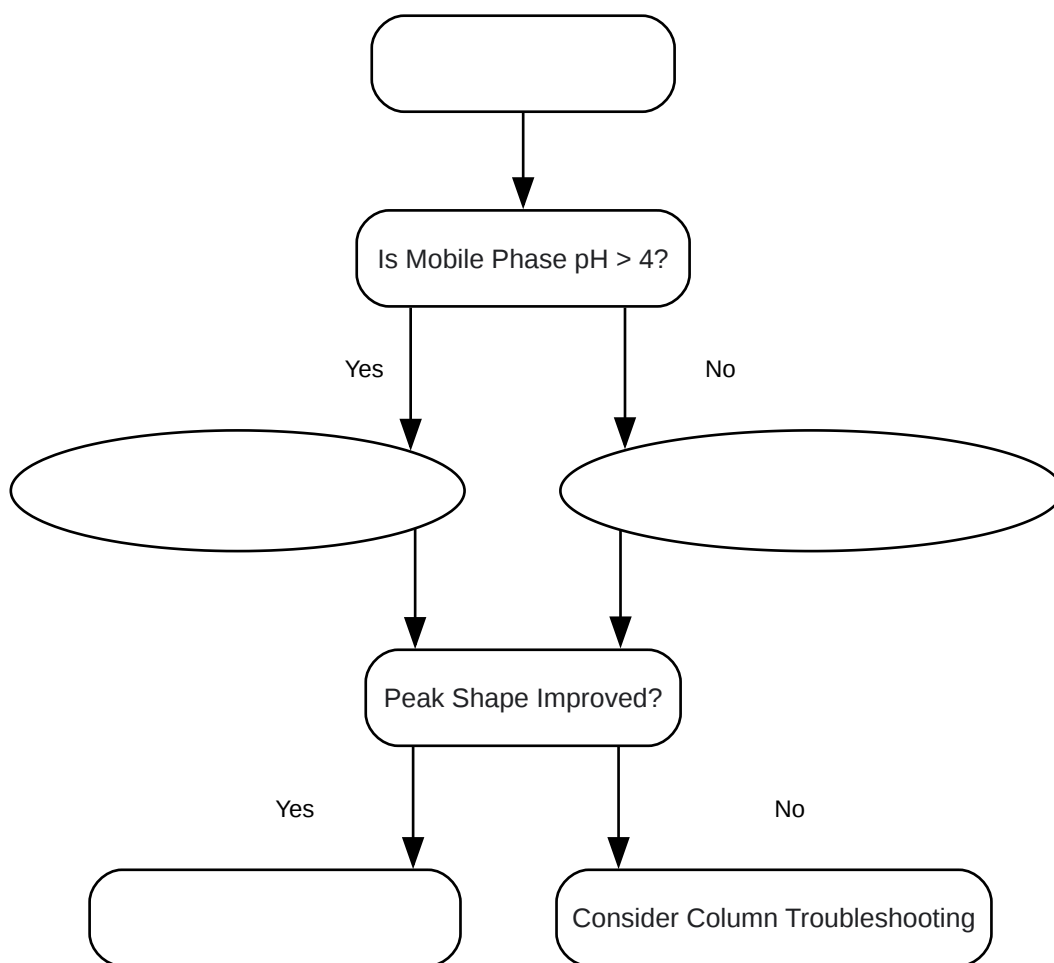 Is Mobile Phase pH > 4?
Yes
No
Peak Shape Improved?
Yes
No
Consider Column Troubleshooting